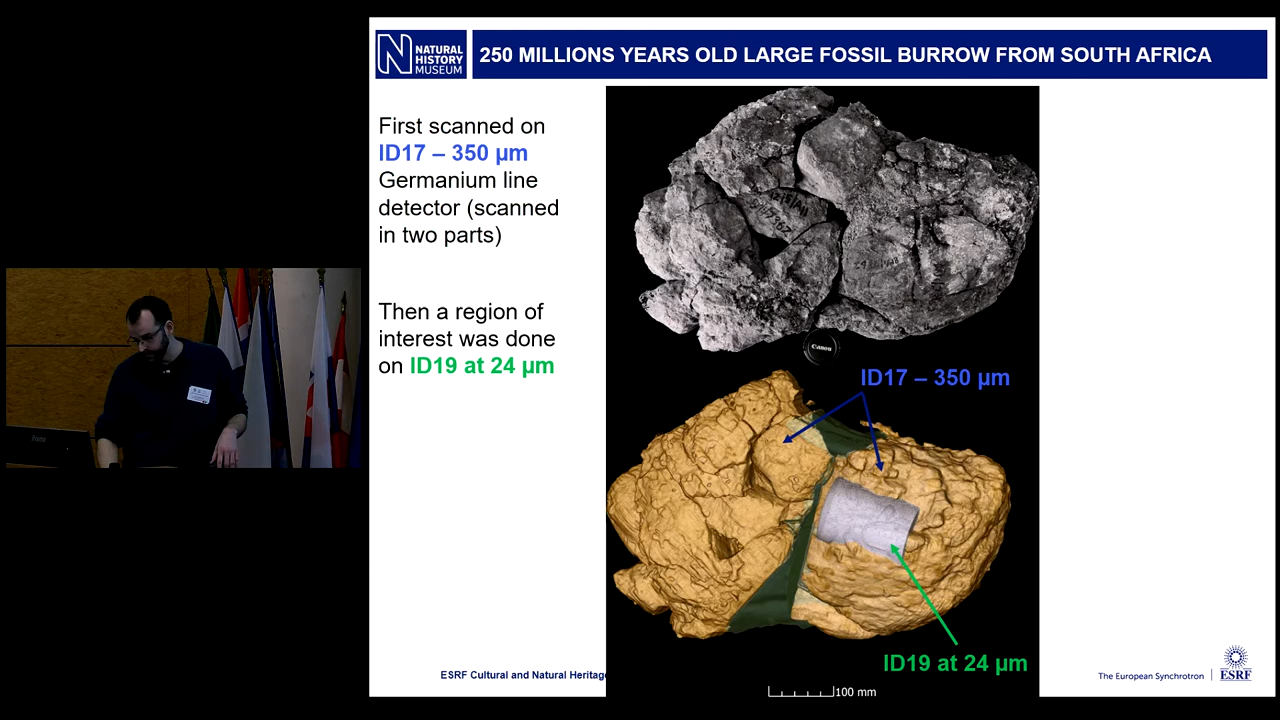 NATURAL
HISTORY
MUSEUM
250 MILLIONS YEARS OLD LARGE FOSSIL BURROW FROM SOUTH AFRICA
First scanned on
ID17 – 350 µm
Germanium line
detector (scanned
in two parts)
Then a region of
interest was done
on ID19 at 24 µm
Canon
ID17 – 350 µm
ID19 at 24 µm
100 mm
ESRF Cultural and Natural Heritage
The European Synchrotron
ESRF